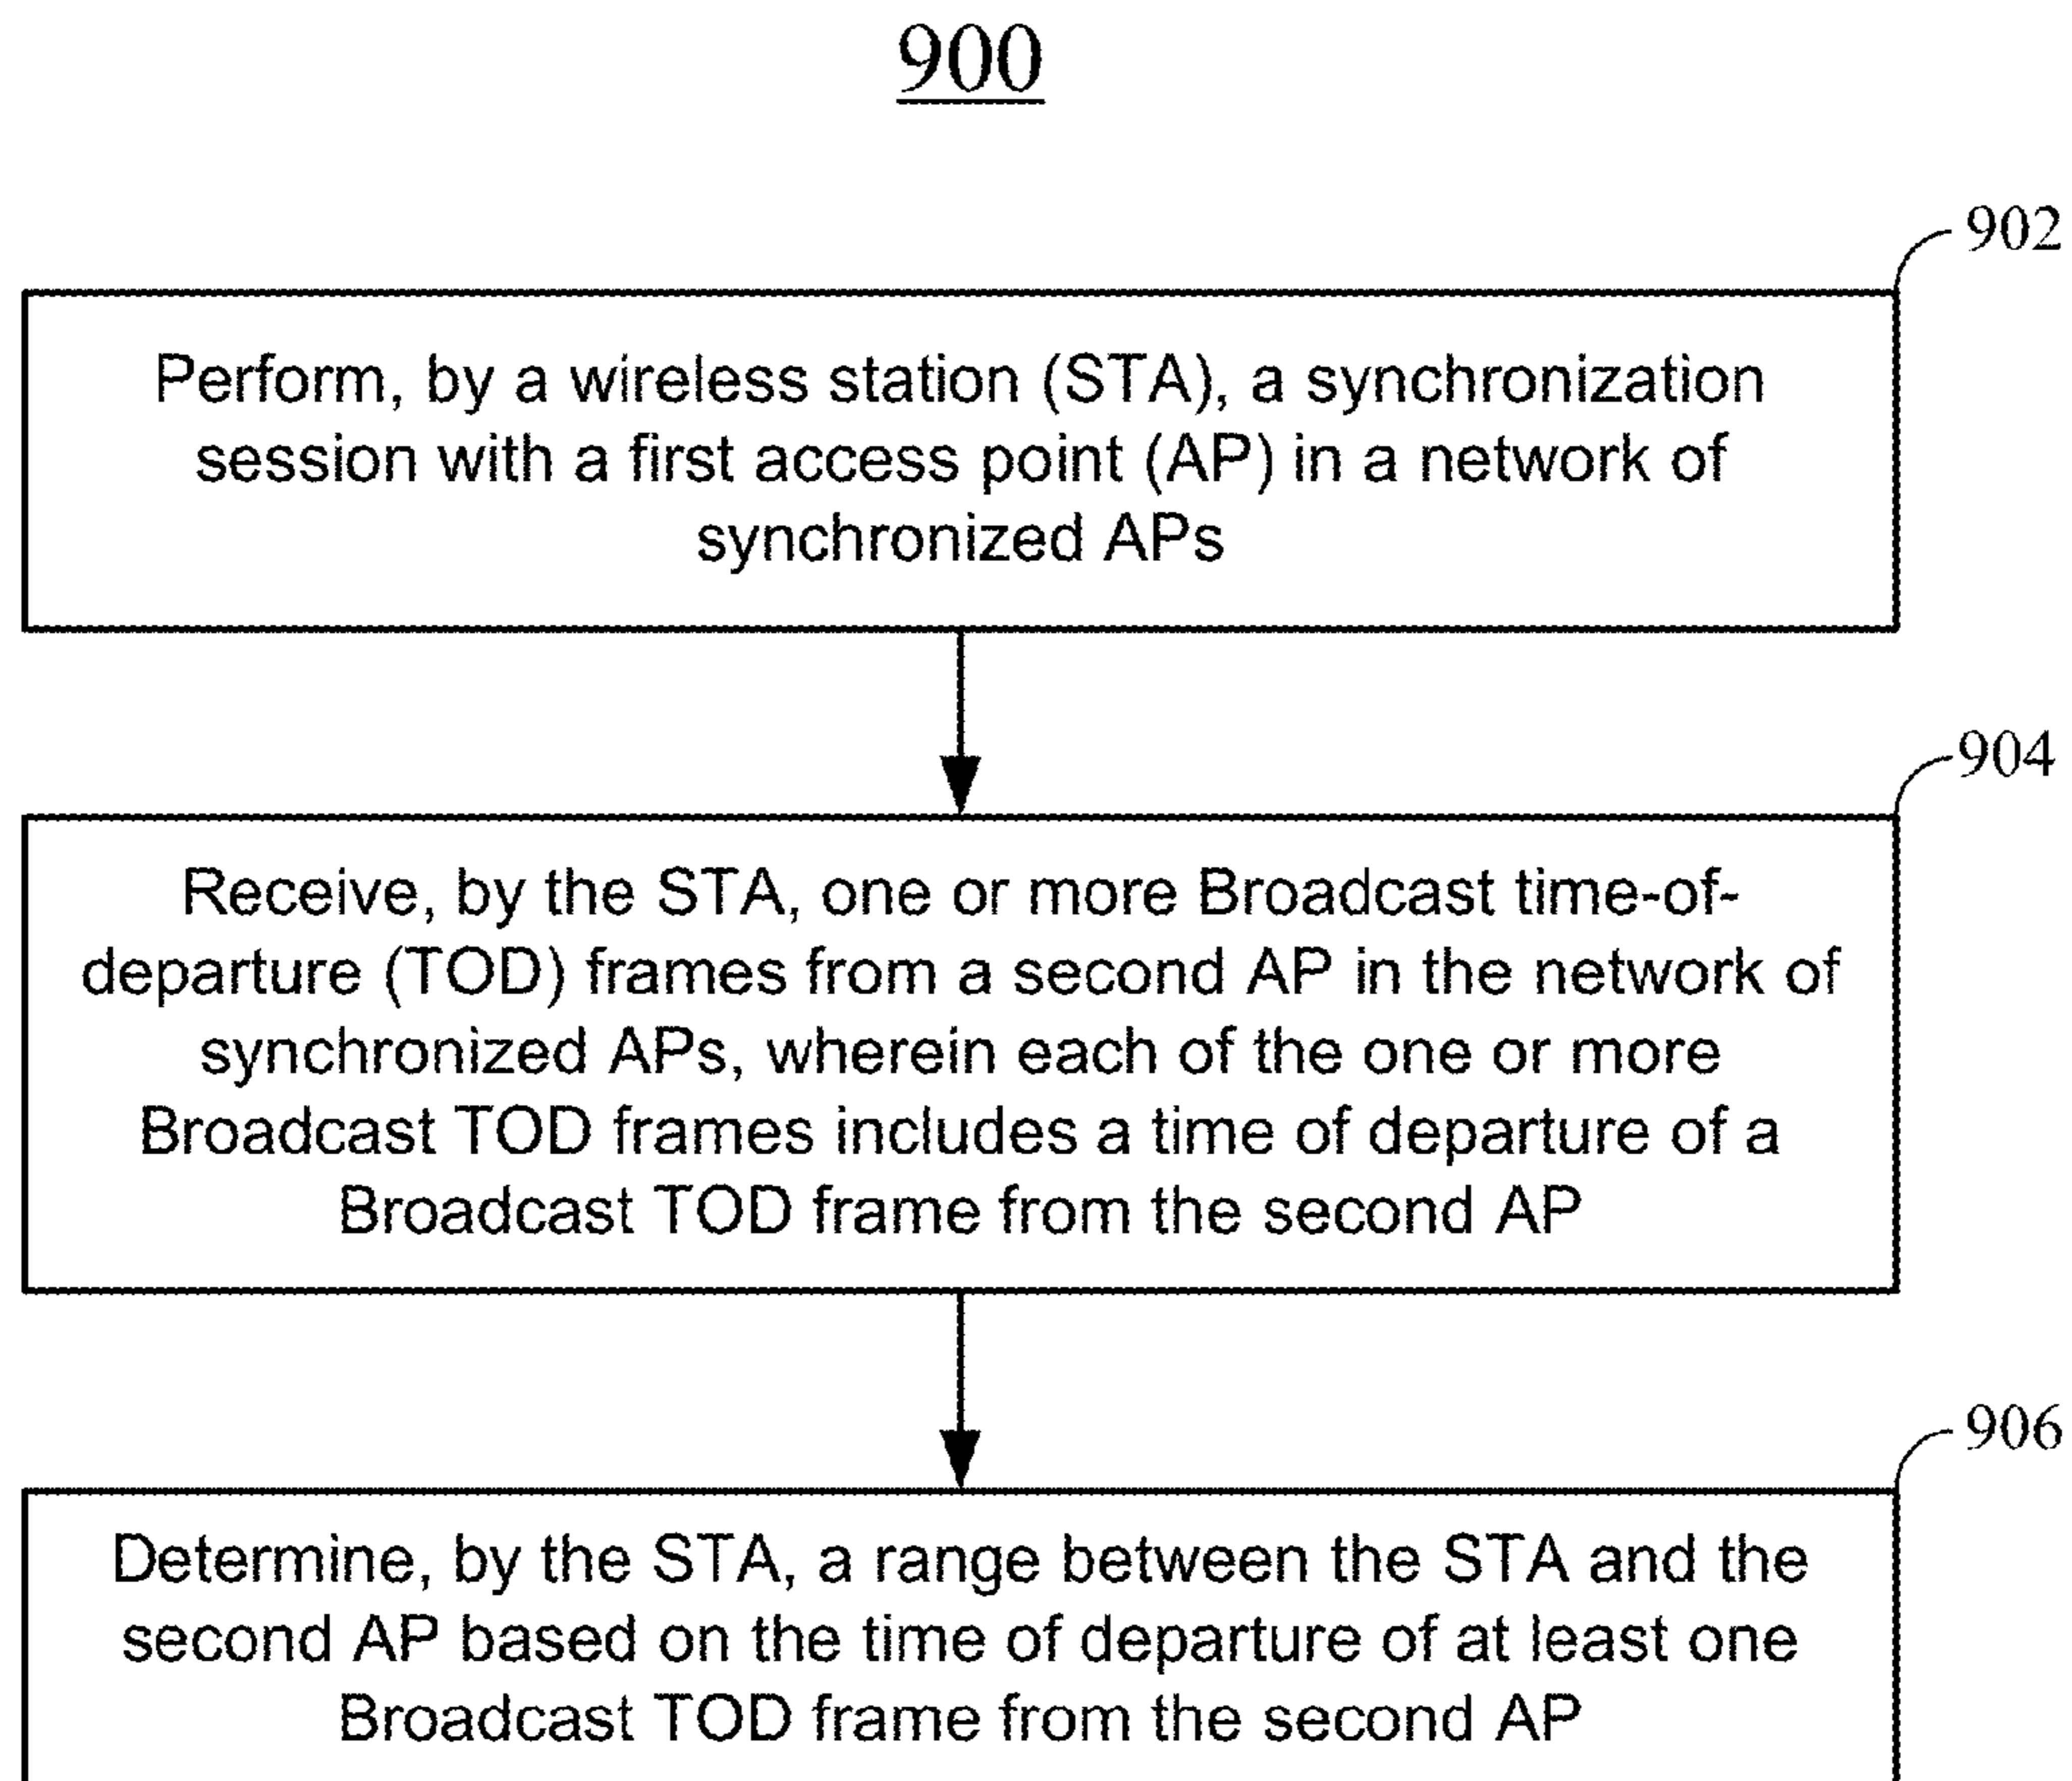 900
902
Perform, by a wireless station (STA), a synchronization
session with a first access point (AP) in a network of
synchronized APs
904
Receive, by the STA, one or more Broadcast time-of-
departure (TOD) frames from a second AP in the network of
synchronized APs, wherein each of the one or more
Broadcast TOD frames includes a time of departure of a
Broadcast TOD frame from the second AP
906
Determine, by the STA, a range between the STA and the
second AP based on the time of departure of at least one
Broadcast TOD frame from the second AP